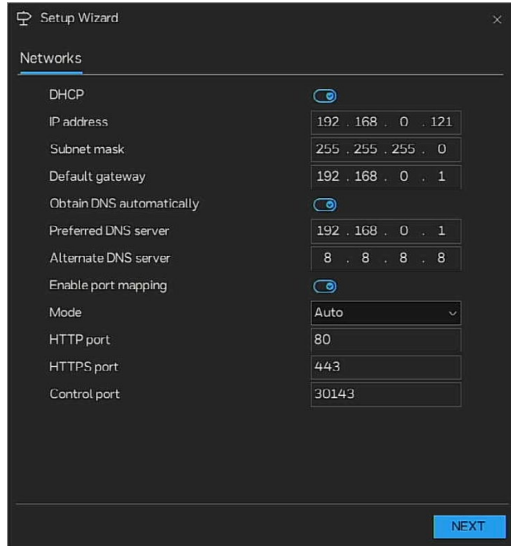 Setup Wizard
Networks
DHCP
IP address 192 . 168 . 0 . 121
Subnet mask 255 . 255 . 255 . 0
Default gateway 192 . 168 . 0 . 1
Obtain DNS automatically
Preferred DNS server 192 . 168 . 0 . 1
Alternate DNS server 8 . 8 . 8 . 8
Enable port mapping
Mode Auto
HTTP port 80
HTTPS port 443
Control port 30143
NEXT